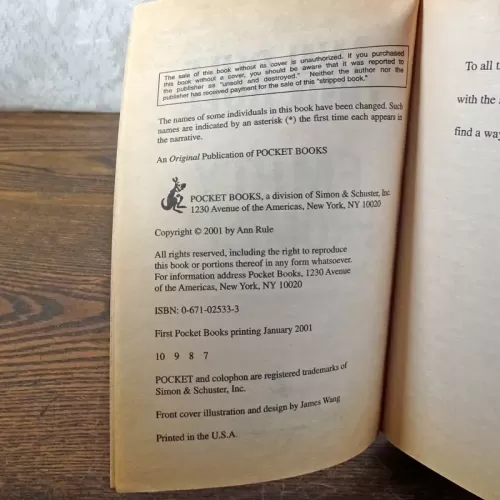 The sale of this book without its cover is unauthorized. If you purchased
this book without a cover, you should be aware that it was reported to
the publisher as "unsold and destroyed." Neither the author nor the
publisher has received payment for the sale of this "stripped book."
The names of some individuals in this book have been changed. Such
names are indicated by an asterisk (*) the first time each appears in
the narrative.
An Original Publication of POCKET BOOKS
POCKET BOOKS, a division of Simon & Schuster, Inc.
1230 Avenue of the Americas, New York, NY 10020
Copyright © 2001 by Ann Rule
All rights reserved, including the right to reproduce
this book or portions thereof in any form whatsoever.
For information address Pocket Books, 1230 Avenue
of the Americas, New York, NY 10020
ISBN: 0-671-02533-3
First Pocket Books printing January 2001
10 9 8 7
POCKET and colophon are registered trademarks of
Simon & Schuster, Inc.
Front cover illustration and design by James Wang
Printed in the U.S.A.
To all
with the
find a way